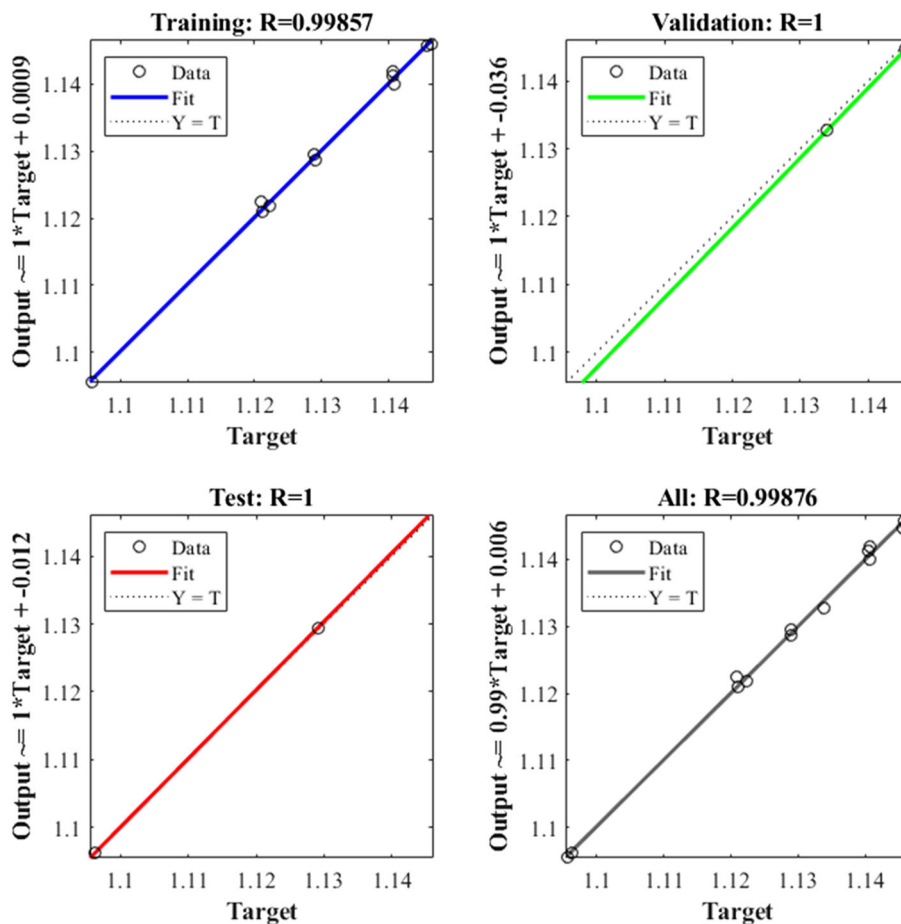 Training: R=0.99857
Output ~= 1*Target + 0.0009
Data
Fit
Y = T
1.14
1.13
1.12
1.11
1.1
1.1 1.11 1.12 1.13 1.14
Target
Validation: R=1
Output ~= 1*Target + -0.036
Data
Fit
Y = T
1.14
1.13
1.12
1.11
1.1
1.1 1.11 1.12 1.13 1.14
Target
Test: R=1
Output ~= 1*Target + -0.012
Data
Fit
Y = T
1.14
1.13
1.12
1.11
1.1
1.1 1.11 1.12 1.13 1.14
Target
All: R=0.99876
Output ~= 0.99*Target + 0.006
Data
Fit
Y = T
1.14
1.13
1.12
1.11
1.1
1.1 1.11 1.12 1.13 1.14
Target